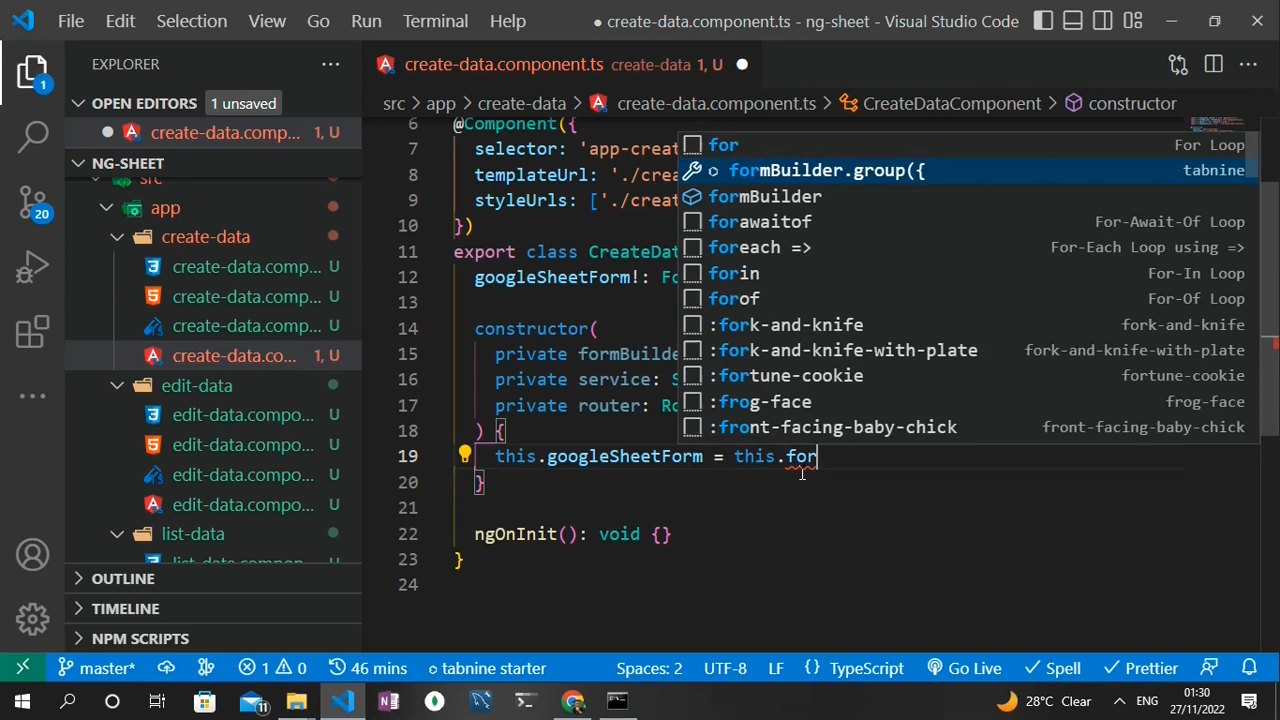 File Edit Selection View Go Run Terminal Help
● create-data.component.ts - ng-sheet - Visual Studio Code
EXPLORER
OPEN EDITORS 1 unsaved
create-data.comp... 1, U
NG-SHEET
src
app
create-data
create-data.comp... U
create-data.comp... U
create-data.comp... U
create-data.co... 1, U
edit-data
edit-data.compo... U
edit-data.compo... U
edit-data.compo... U
edit-data.compo... U
list-data
OUTLINE
TIMELINE
NPM SCRIPTS
1
20
create-data.component.ts create-data 1, U
src > app > create-data > create-data.component.ts > CreateDataComponent > constructor
6 @Component({
7 selector: 'app-creat
8 templateUrl: './crea
9 styleUrls: ['./creat
10 })
11 export class CreateDat
12 googleSheetForm!: Fo
13
14 constructor(
15 private formBuilde
16 private service: S
17 private router: Ro
18 ) {
19 this.googleSheetForm = this.for
20 }
21
22 ngOnInit(): void {}
23 }
24
for For Loop
formBuilder.group({ tabnine
formBuilder
forawaitof For-Await-Of Loop
foreach => For-Each Loop using =>
forin For-In Loop
forof For-Of Loop
:fork-and-knife fork-and-knife
:fork-and-knife-with-plate fork-and-knife-with-plate
:fortune-cookie fortune-cookie
:frog-face frog-face
:front-facing-baby-chick front-facing-baby-chick
master* 1 0 46 mins tabnine starter Spaces: 2 UTF-8 LF {} TypeScript Go Live Spell Prettier
11
28°C Clear ENG 01:30
27/11/2022